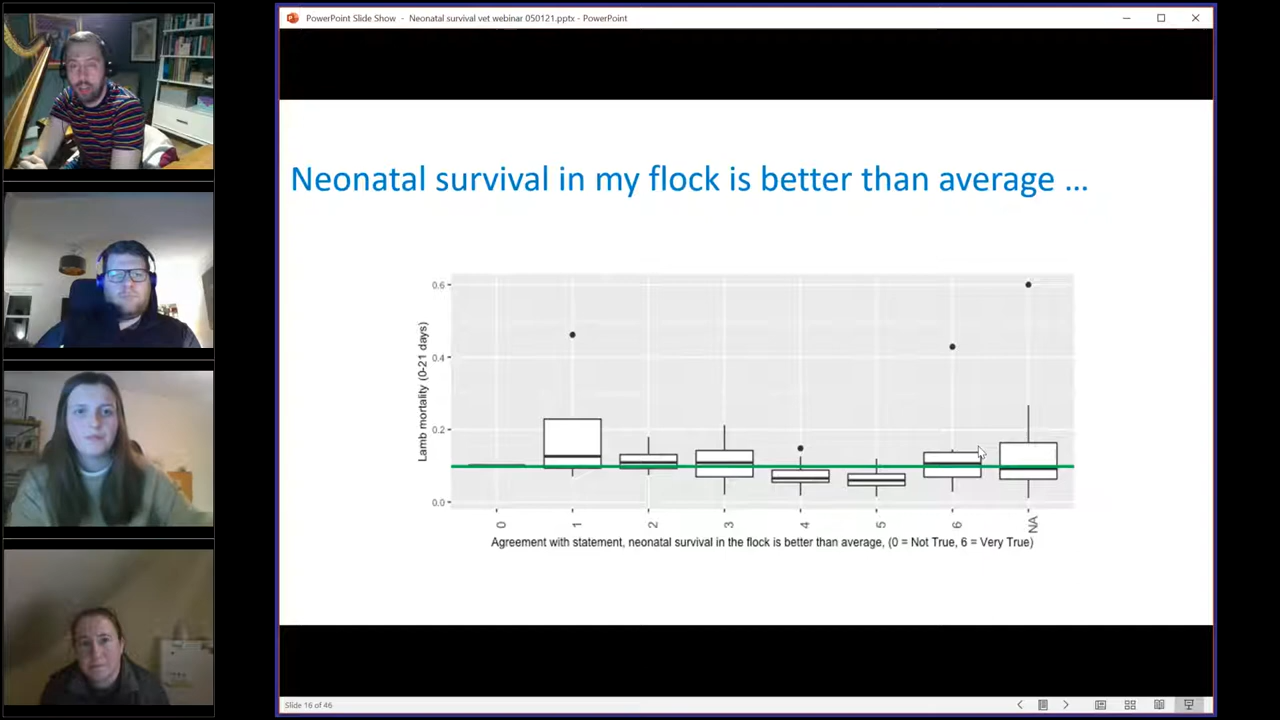 PowerPoint Slide Show - Neonatal survival vet webinar 050121.pptx - PowerPoint
Neonatal survival in my flock is better than average ...
Lamb mortality (0-21 days)
0.6
0.4
0.2
0.0
0 1 2 3 4 5 6 NA
Agreement with statement, neonatal survival in the flock is better than average, (0 = Not True, 6 = Very True)
Slide 16 of 46